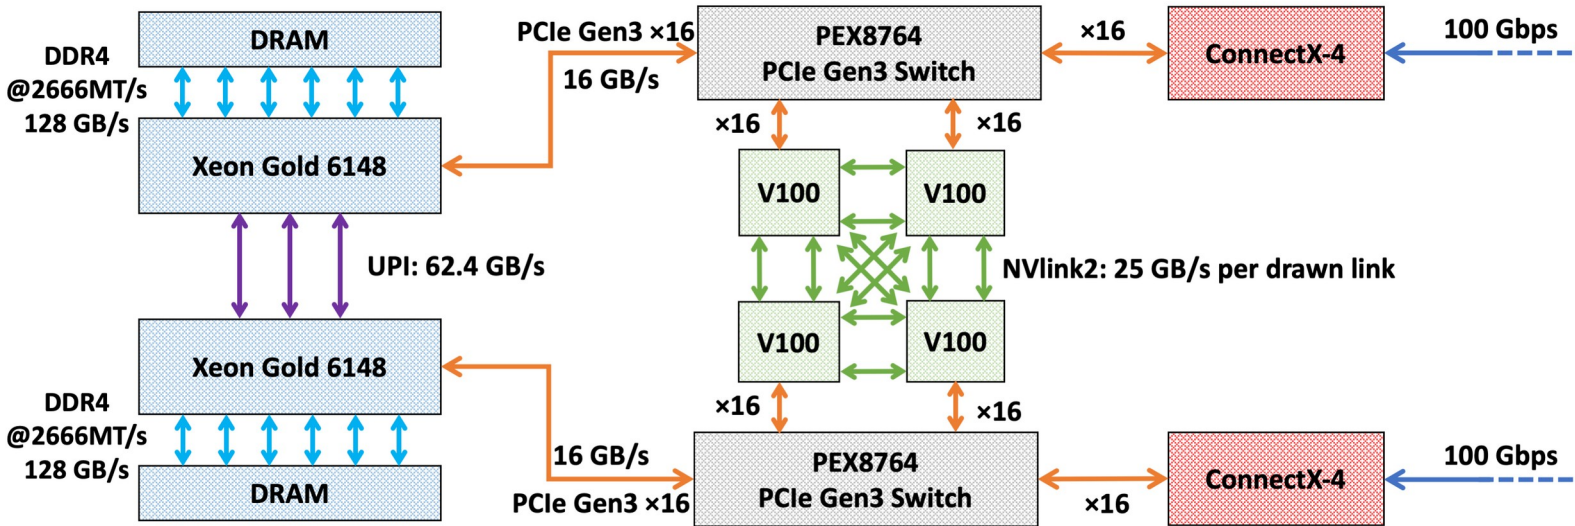 DRAM
DDR4
@2666MT/s
128 GB/s
Xeon Gold 6148
PCIe Gen3 ×16
16 GB/s
PEX8764
PCIe Gen3 Switch
×16
ConnectX-4
100 Gbps
×16
×16
V100
V100
UPI: 62.4 GB/s
NVlink2: 25 GB/s per drawn link
V100
V100
Xeon Gold 6148
DDR4
@2666MT/s
128 GB/s
DRAM
×16
×16
16 GB/s
PCIe Gen3 ×16
PEX8764
PCIe Gen3 Switch
×16
ConnectX-4
100 Gbps